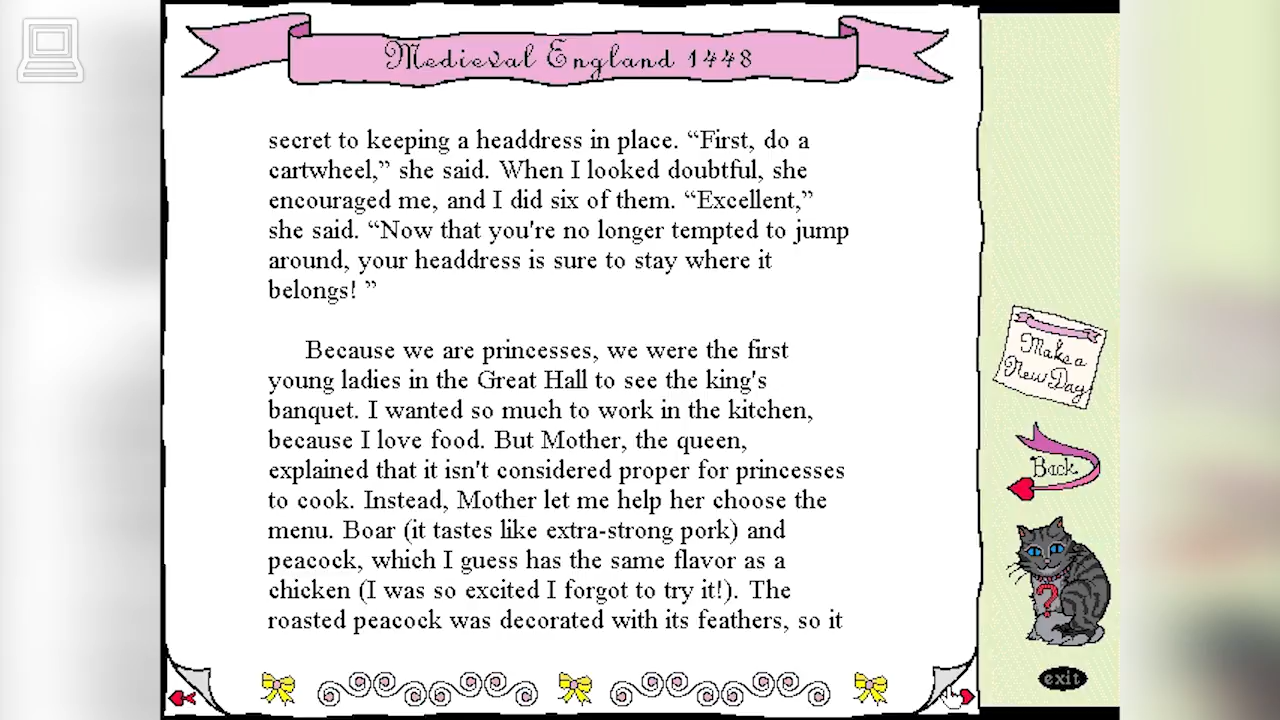 Medieval England 1448
secret to keeping a headdress in place. “First, do a
cartwheel,” she said. When I looked doubtful, she
encouraged me, and I did six of them. “Excellent,”
she said. “Now that you're no longer tempted to jump
around, your headdress is sure to stay where it
belongs! ”
Because we are princesses, we were the first
young ladies in the Great Hall to see the king's
banquet. I wanted so much to work in the kitchen,
because I love food. But Mother, the queen,
explained that it isn't considered proper for princesses
to cook. Instead, Mother let me help her choose the
menu. Boar (it tastes like extra-strong pork) and
peacock, which I guess has the same flavor as a
chicken (I was so excited I forgot to try it!). The
roasted peacock was decorated with its feathers, so it
Make a
New Day
Back
?
exit